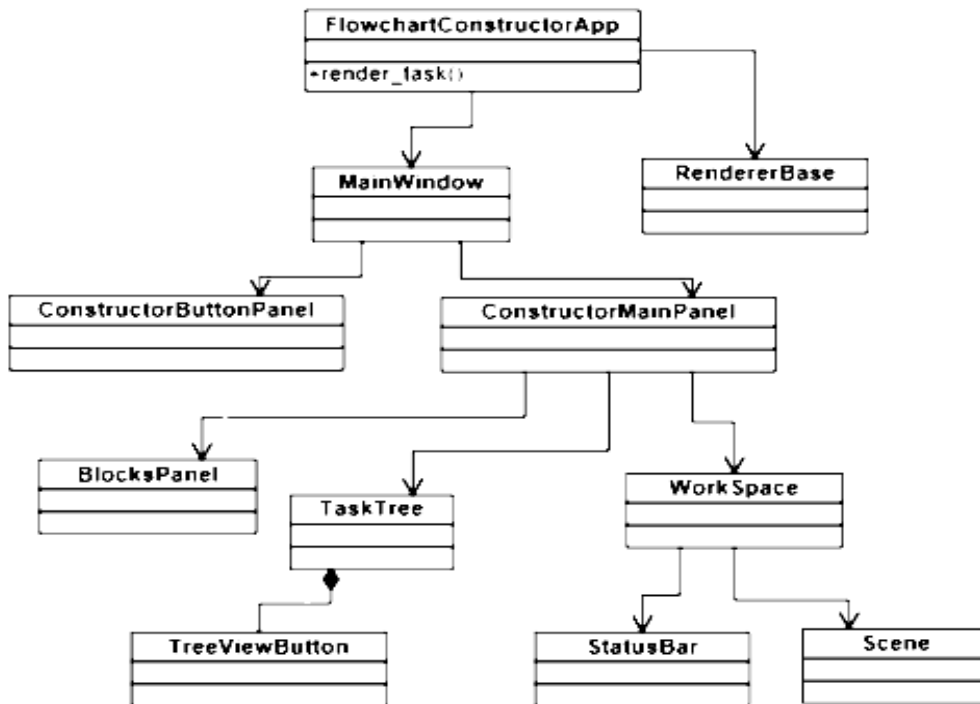 FlowchartConstructorApp
+render_task()
MainWindow
RendererBase
ConstructorButtonPanel
ConstructorMainPanel
BlocksPanel
TaskTree
WorkSpace
TreeViewButton
StatusBar
Scene